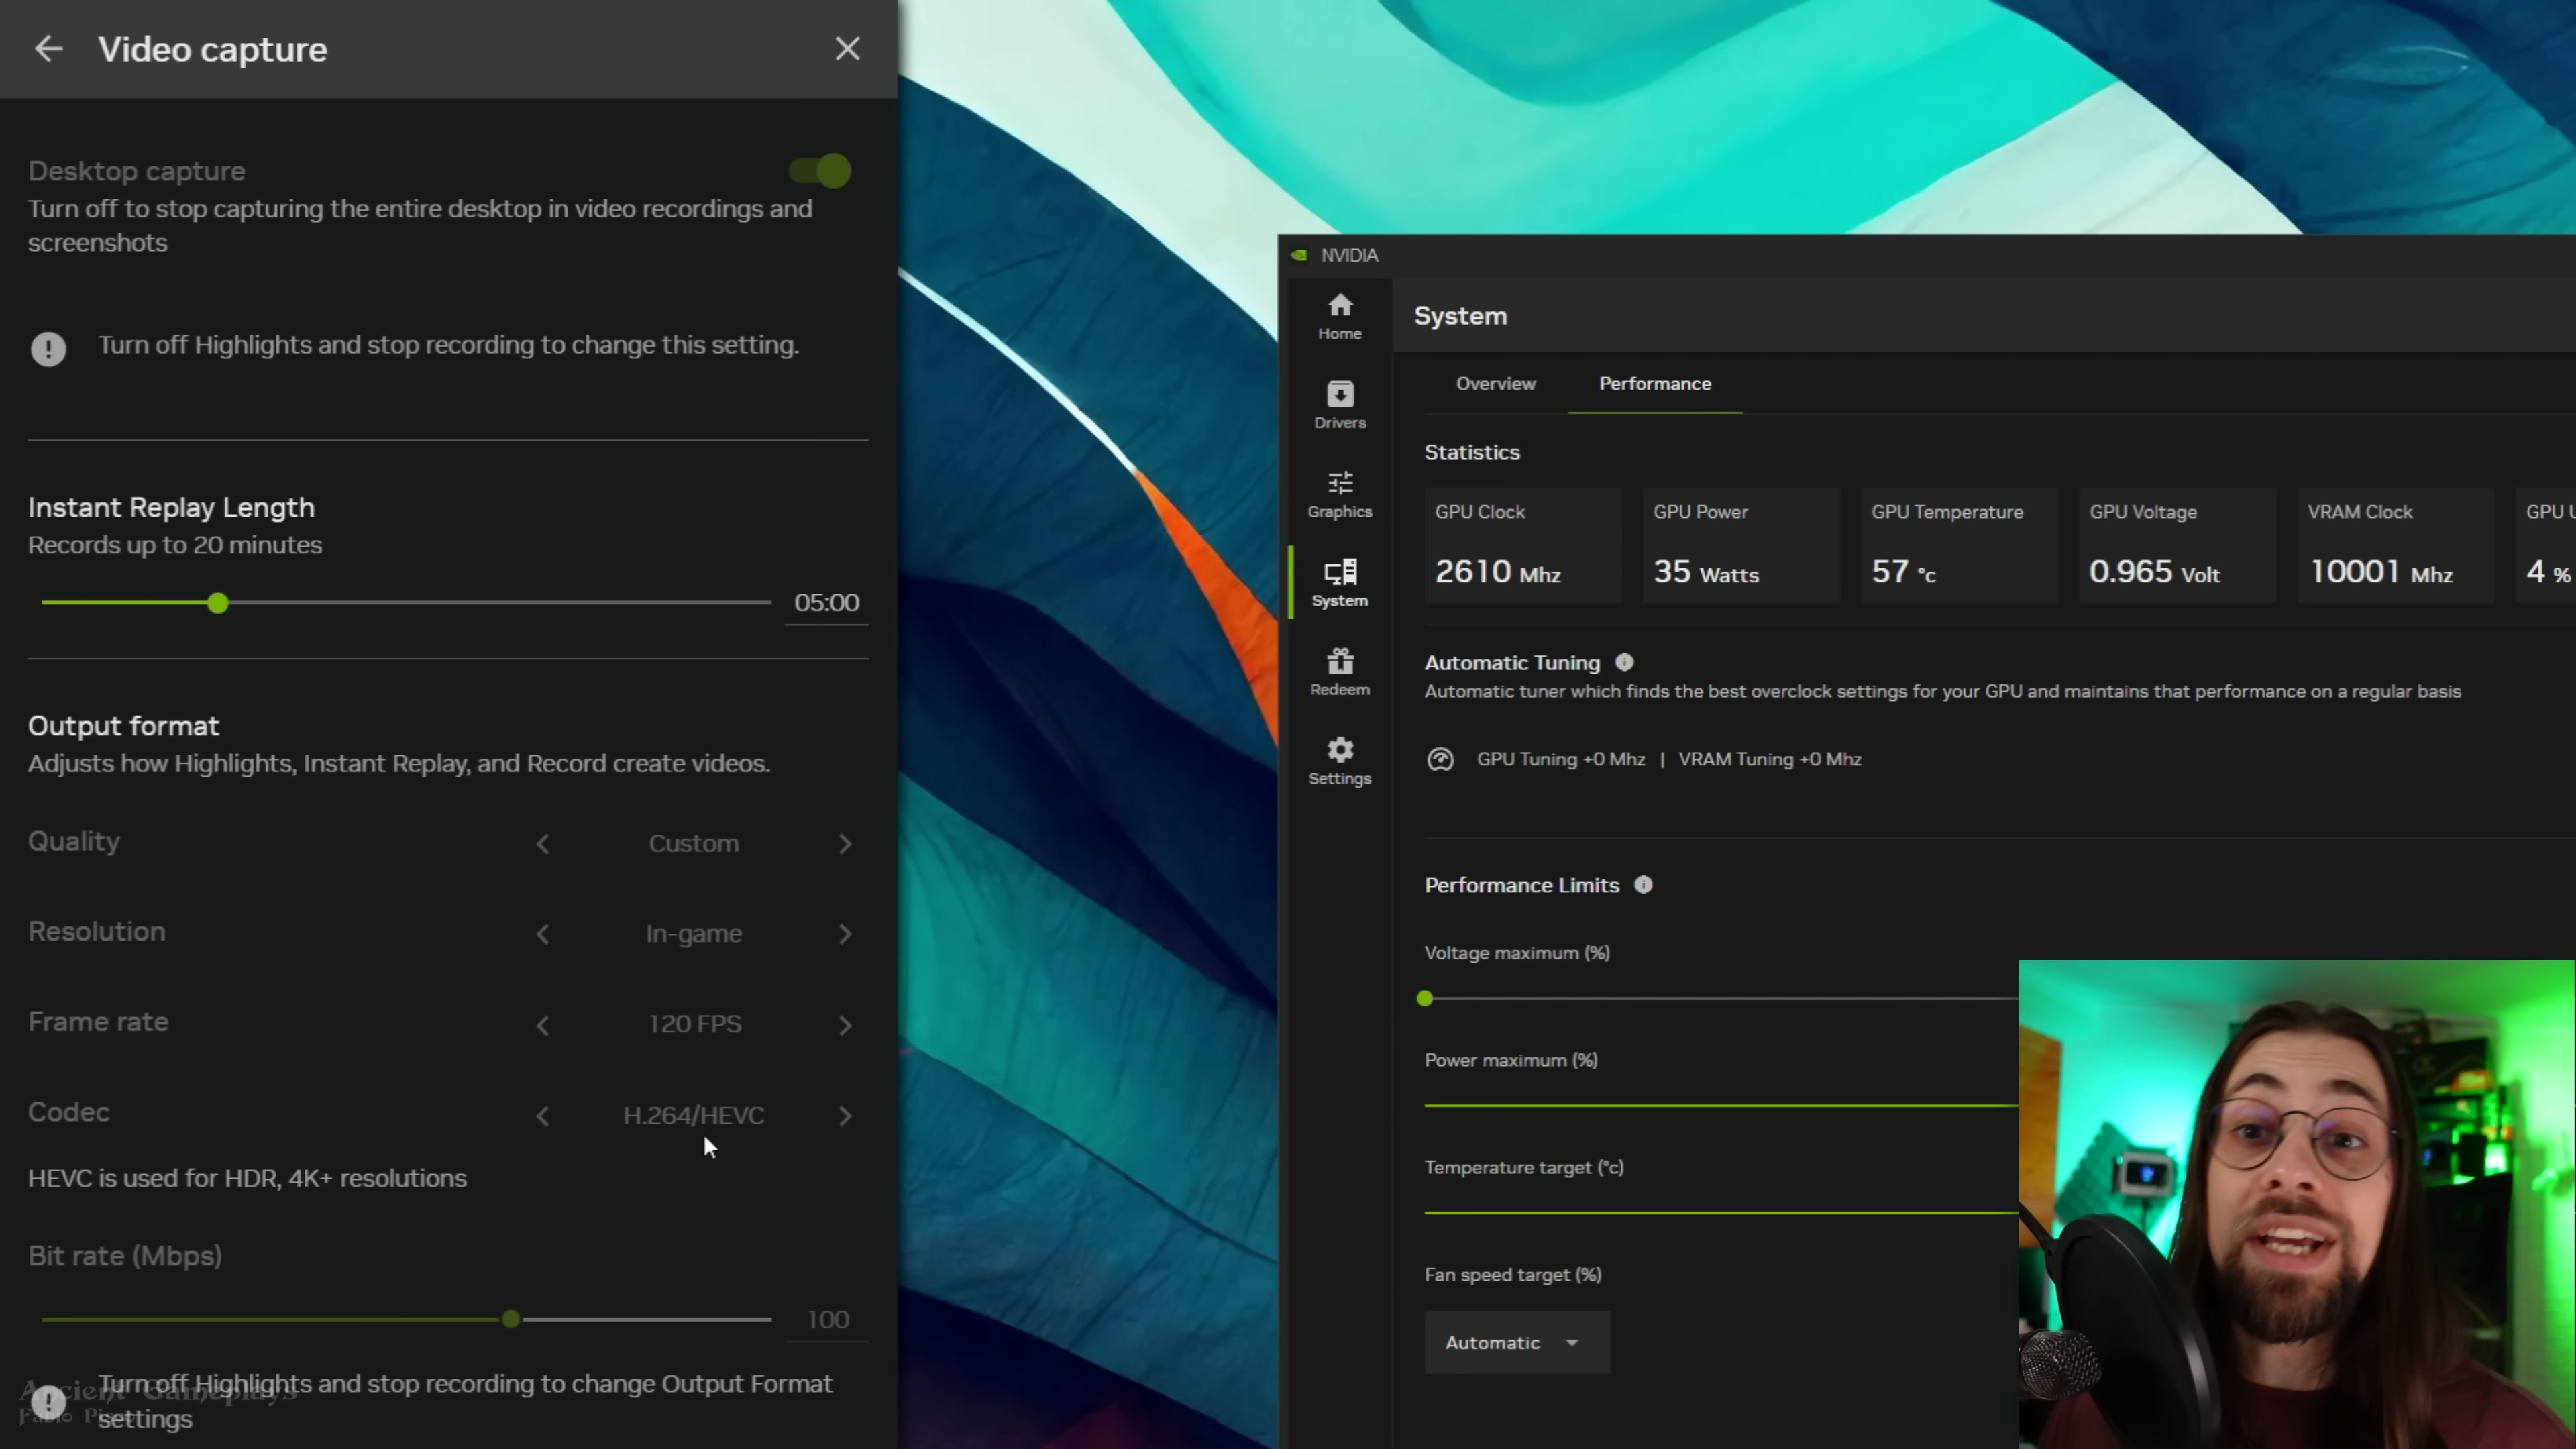 Video capture
Desktop capture
Turn off to stop capturing the entire desktop in video recordings and
screenshots
Turn off Highlights and stop recording to change this setting.
Instant Replay Length
Records up to 20 minutes
05:00
Output format
Adjusts how Highlights, Instant Replay, and Record create videos.
Quality
Custom
Resolution
In-game
Frame rate
120 FPS
Codec
H.264/HEVC
HEVC is used for HDR, 4K+ resolutions
Bit rate (Mbps)
100
Turn off Highlights and stop recording to change Output Format
settings
Ancient Gameplays
NVIDIA
Home
Drivers
Graphics
System
Redeem
Settings
System
Overview
Performance
Statistics
GPU Clock
2610 Mhz
GPU Power
35 Watts
GPU Temperature
57 °c
GPU Voltage
0.965 Volt
VRAM Clock
10001 Mhz
GPU
4 %
Automatic Tuning
Automatic tuner which finds the best overclock settings for your GPU and maintains that performance on a regular basis
GPU Tuning +0 Mhz | VRAM Tuning +0 Mhz
Performance Limits
Voltage maximum (%)
Power maximum (%)
Temperature target (°c)
Fan speed target (%)
Automatic